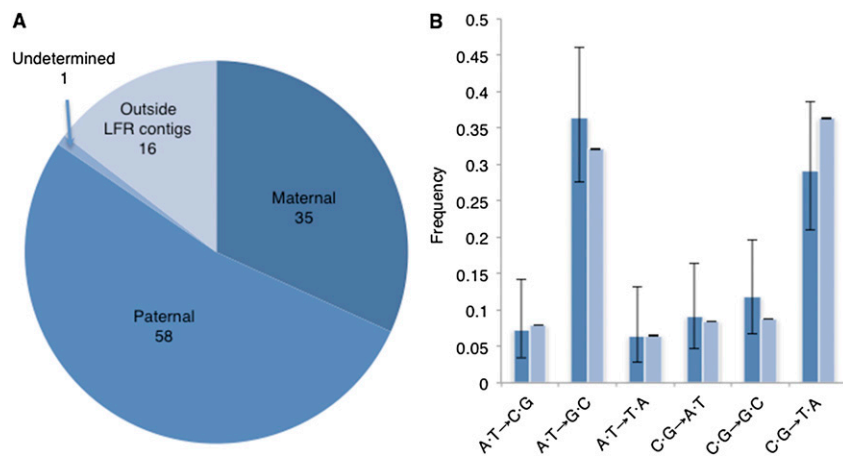 A
Undetermined
1
Outside
LFR contigs
16
Maternal
35
Paternal
58
B
Frequency
0.5
0.45
0.4
0.35
0.3
0.25
0.2
0.15
0.1
0.05
0
A·T→C·G
A·T→G·C
A·T→T·A
C·G→A·T
C·G→G·C
C·G→T·A